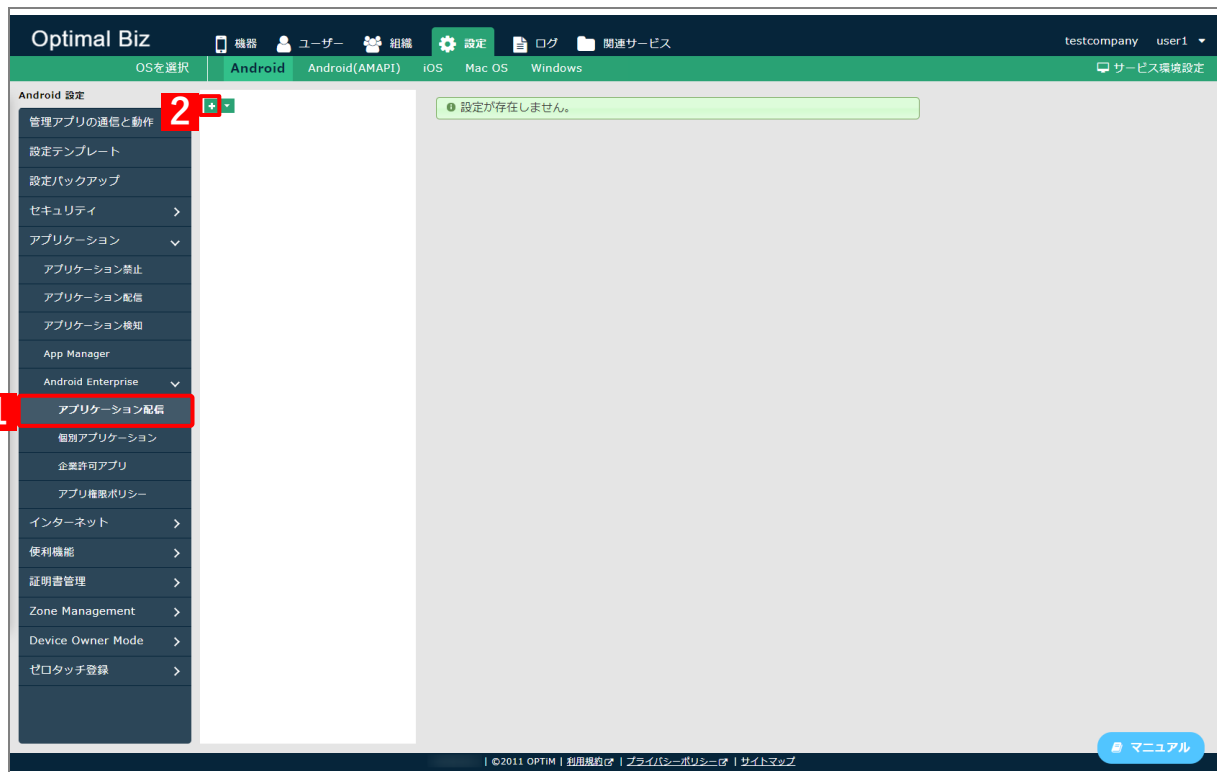 Optimal Biz
機器 ユーザー 組織 設定 ログ 関連サービス
testcompany user1
OSを選択 Android Android(AMAPI) iOS Mac OS Windows
サービス環境設定
Android 設定
管理アプリの通信と動作
2
設定が存在しません。
設定テンプレート
設定バックアップ
セキュリティ
アプリケーション
アプリケーション禁止
アプリケーション配信
アプリケーション検知
App Manager
Android Enterprise
1
アプリケーション配信
個別アプリケーション
企業許可アプリ
アプリ権限ポリシー
インターネット
便利機能
証明書管理
Zone Management
Device Owner Mode
ゼロタッチ登録
マニュアル
| ©2011 OPTiM | 利用規約 | プライバシーポリシー | サイトマップ